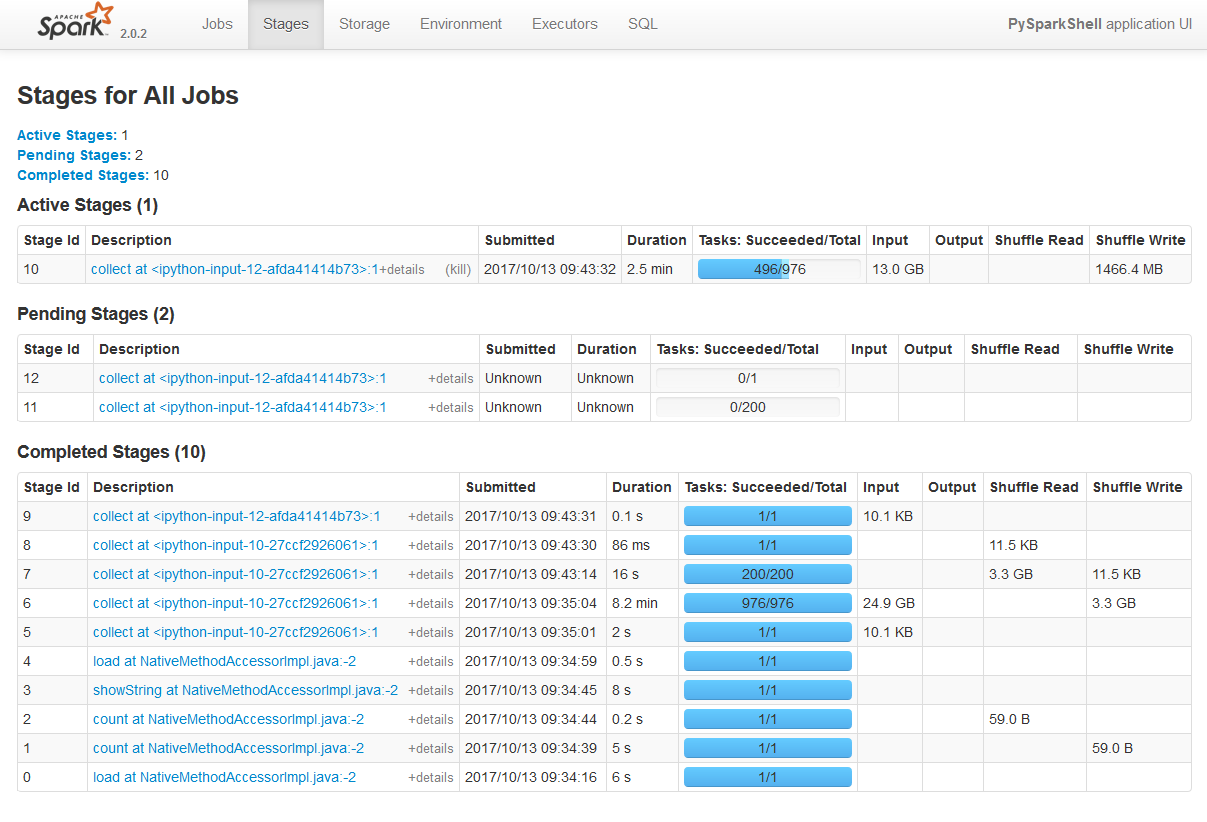 APACHE Spark 2.0.2 Jobs Stages Storage Environment Executors SQL PySparkShell application UI
Stages for All Jobs
Active Stages: 1
Pending Stages: 2
Completed Stages: 10
Active Stages (1)
Stage Id Description Submitted Duration Tasks: Succeeded/Total Input Output Shuffle Read Shuffle Write
10 collect at <ipython-input-12-afda41414b73>:1 +details (kill) 2017/10/13 09:43:32 2.5 min 496/976 13.0 GB 1466.4 MB
Pending Stages (2)
Stage Id Description Submitted Duration Tasks: Succeeded/Total Input Output Shuffle Read Shuffle Write
12 collect at <ipython-input-12-afda41414b73>:1 +details Unknown Unknown 0/1
11 collect at <ipython-input-12-afda41414b73>:1 +details Unknown Unknown 0/200
Completed Stages (10)
Stage Id Description Submitted Duration Tasks: Succeeded/Total Input Output Shuffle Read Shuffle Write
9 collect at <ipython-input-12-afda41414b73>:1 +details 2017/10/13 09:43:31 0.1 s 1/1 10.1 KB
8 collect at <ipython-input-10-27ccf2926061>:1 +details 2017/10/13 09:43:30 86 ms 1/1 11.5 KB
7 collect at <ipython-input-10-27ccf2926061>:1 +details 2017/10/13 09:43:14 16 s 200/200 3.3 GB 11.5 KB
6 collect at <ipython-input-10-27ccf2926061>:1 +details 2017/10/13 09:35:04 8.2 min 976/976 24.9 GB 3.3 GB
5 collect at <ipython-input-10-27ccf2926061>:1 +details 2017/10/13 09:35:01 2 s 1/1 10.1 KB
4 load at NativeMethodAccessorImpl.java:-2 +details 2017/10/13 09:34:59 0.5 s 1/1
3 showString at NativeMethodAccessorImpl.java:-2 +details 2017/10/13 09:34:45 8 s 1/1
2 count at NativeMethodAccessorImpl.java:-2 +details 2017/10/13 09:34:44 0.2 s 1/1 59.0 B
1 count at NativeMethodAccessorImpl.java:-2 +details 2017/10/13 09:34:39 5 s 1/1 59.0 B
0 load at NativeMethodAccessorImpl.java:-2 +details 2017/10/13 09:34:16 6 s 1/1